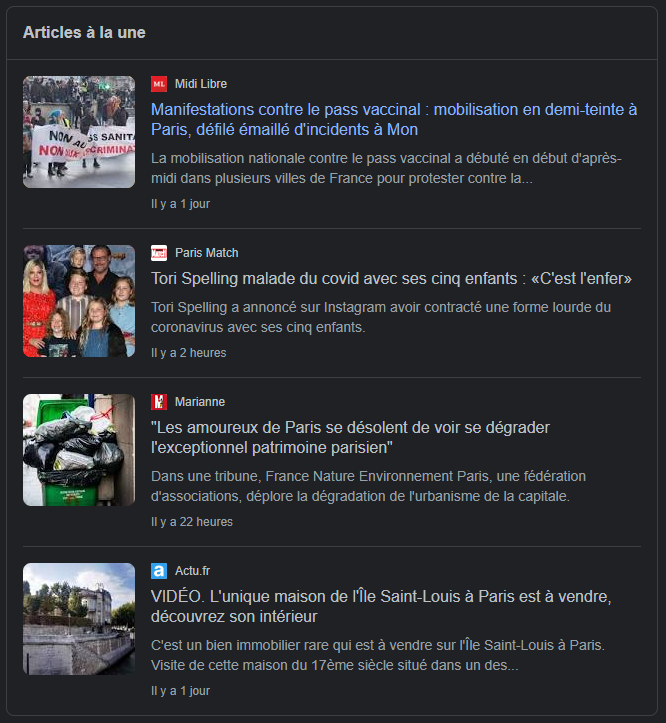 Articles à la une
ML Midi Libre
Manifestations contre le pass vaccinal : mobilisation en demi-teinte à
Paris, défilé émaillé d'incidents à Mon
La mobilisation nationale contre le pass vaccinal a débuté en début d'après-
midi dans plusieurs villes de France pour protester contre la...
Il y a 1 jour
Paris Match
Tori Spelling malade du covid avec ses cinq enfants : «C'est l'enfer»
Tori Spelling a annoncé sur Instagram avoir contracté une forme lourde du
coronavirus avec ses cinq enfants.
Il y a 2 heures
Marianne
"Les amoureux de Paris se désolent de voir se dégrader
l'exceptionnel patrimoine parisien"
Dans une tribune, France Nature Environnement Paris, une fédération
d'associations, déplore la dégradation de l'urbanisme de la capitale.
Il y a 22 heures
a Actu.fr
VIDÉO. L'unique maison de l'Île Saint-Louis à Paris est à vendre,
découvrez son intérieur
C'est un bien immobilier rare qui est à vendre sur l'Île Saint-Louis à Paris.
Visite de cette maison du 17ème siècle situé dans un des...
Il y a 1 jour